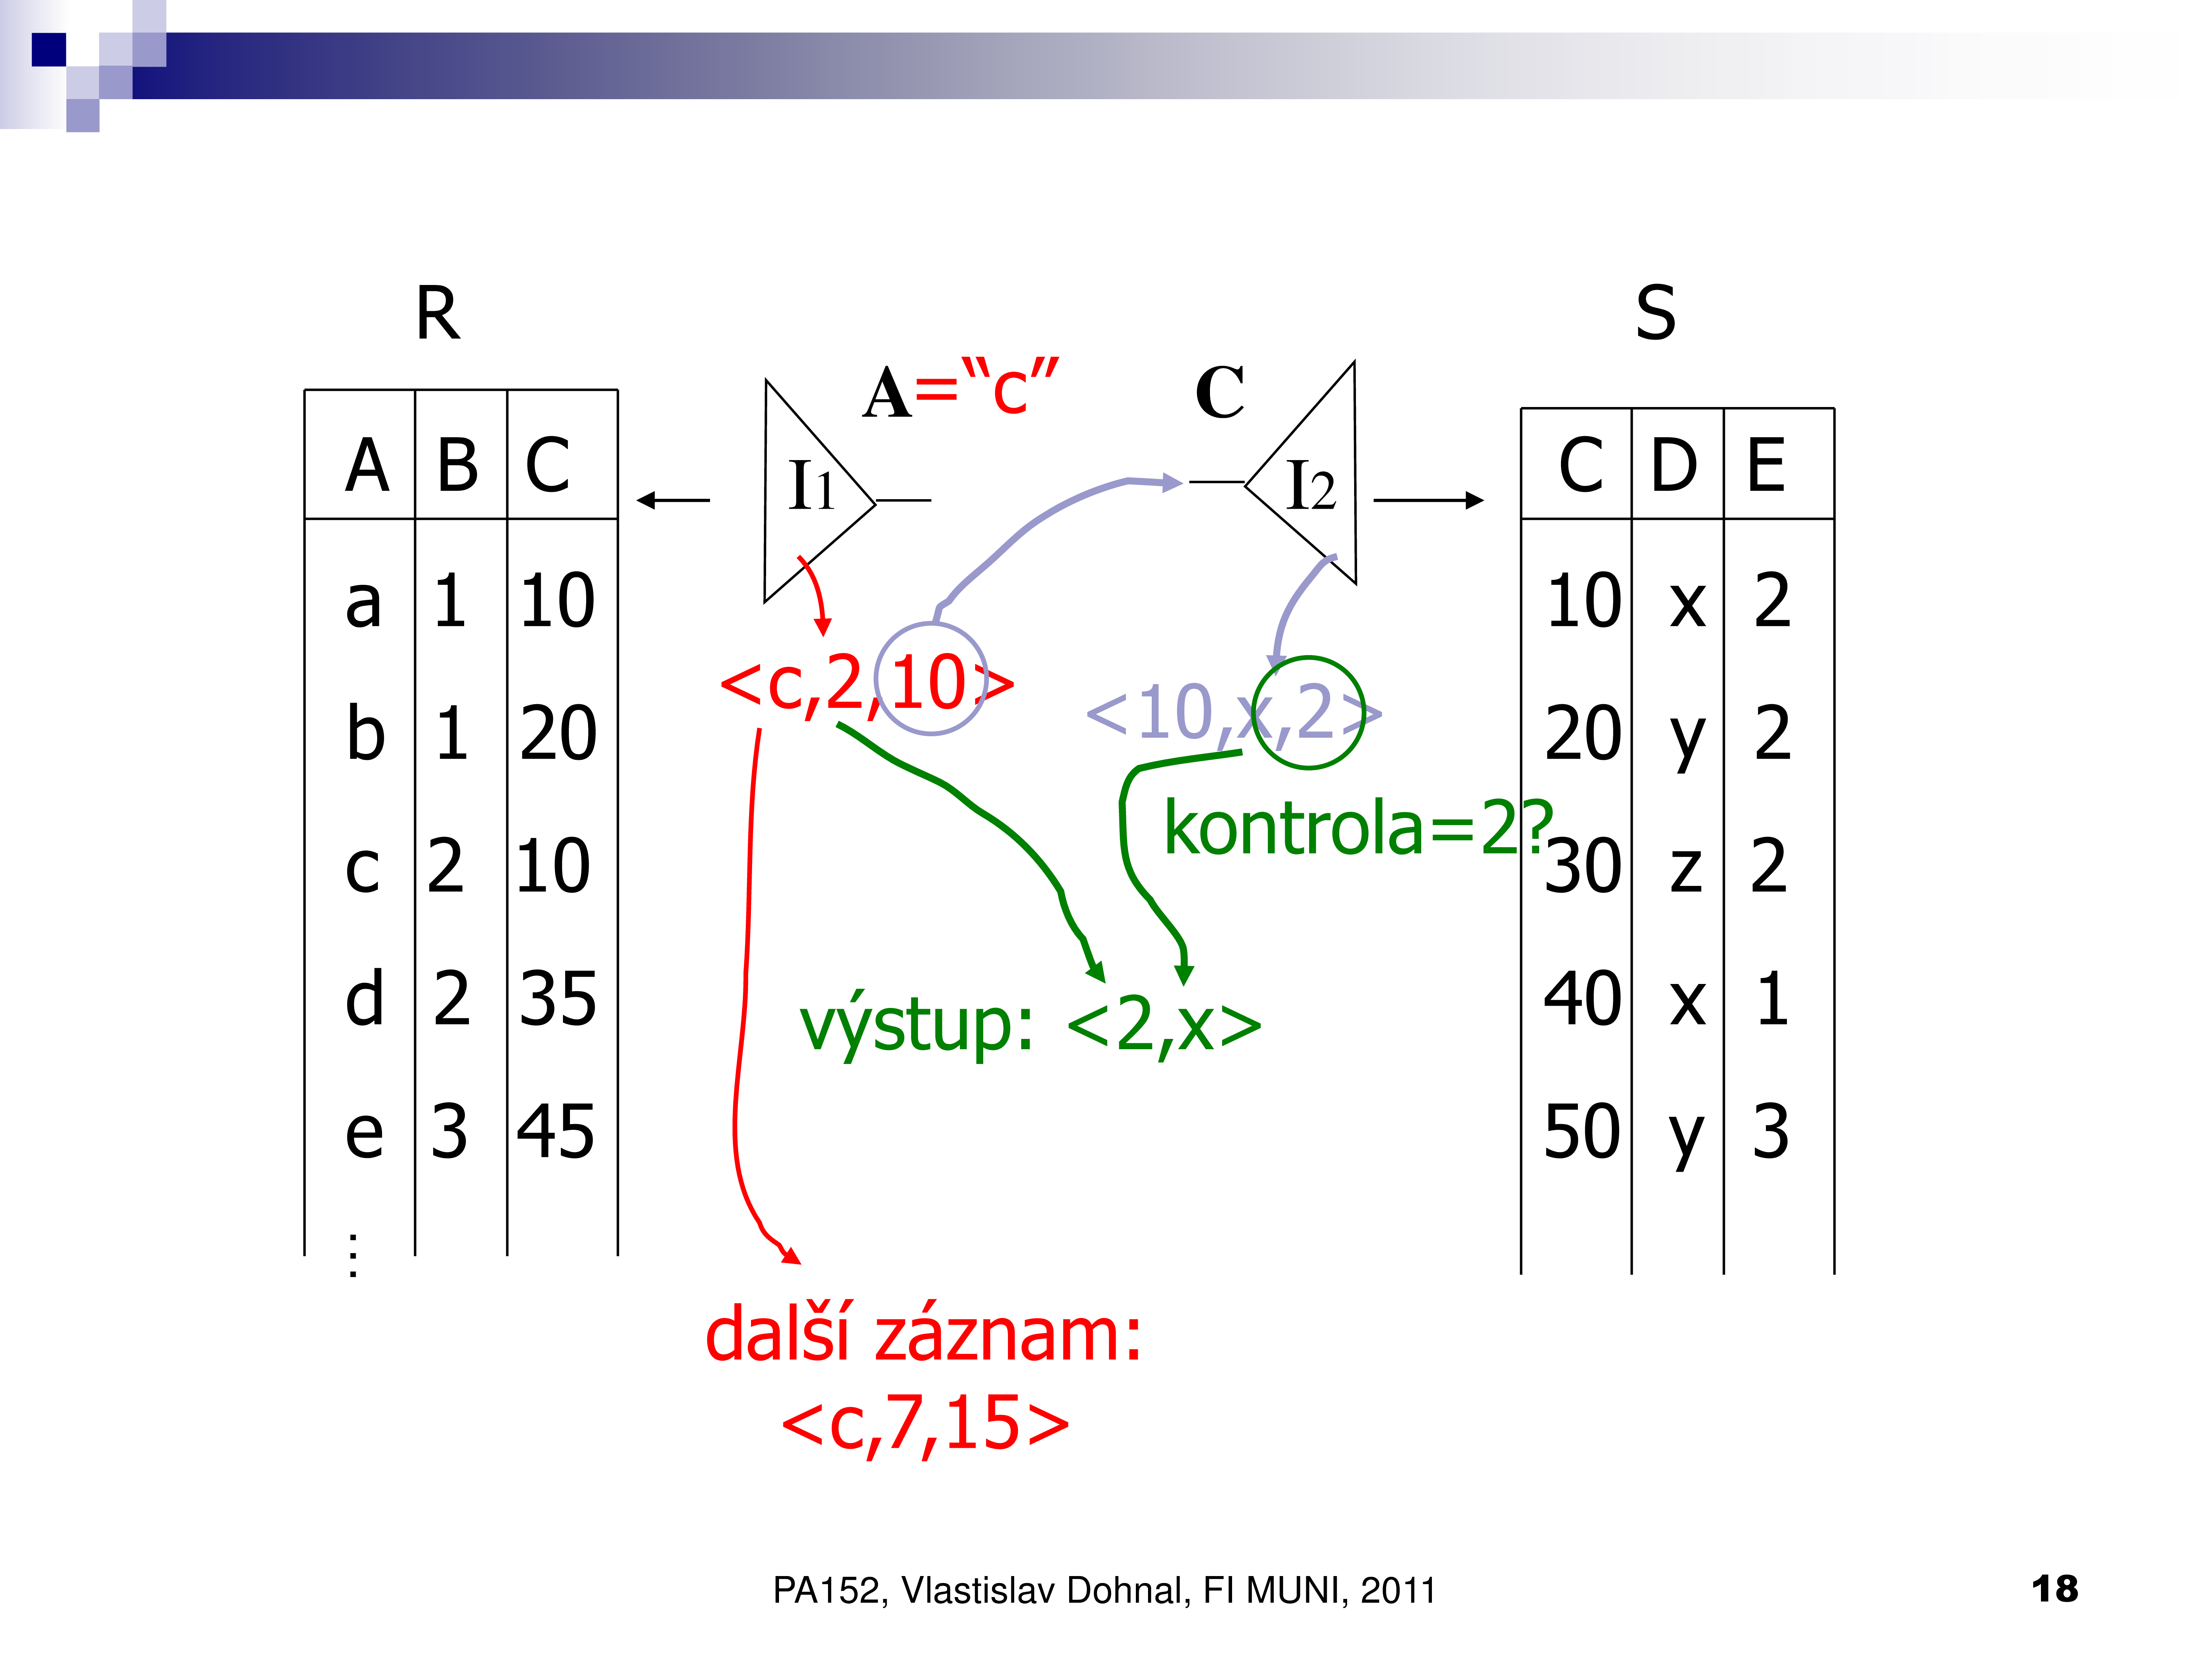 R
S
A="c"
C
A B C
I1
I2
C D E
a 1 10
10 x 2
<c,2,10>
<10,x,2>
b 1 20
20 y 2
kontrola=2?
c 2 10
30 z 2
d 2 35
40 x 1
výstup: <2,x>
e 3 45
50 y 3
⋮
další záznam:
<c,7,15>
PA152, Vlastislav Dohnal, FI MUNI, 2011
18